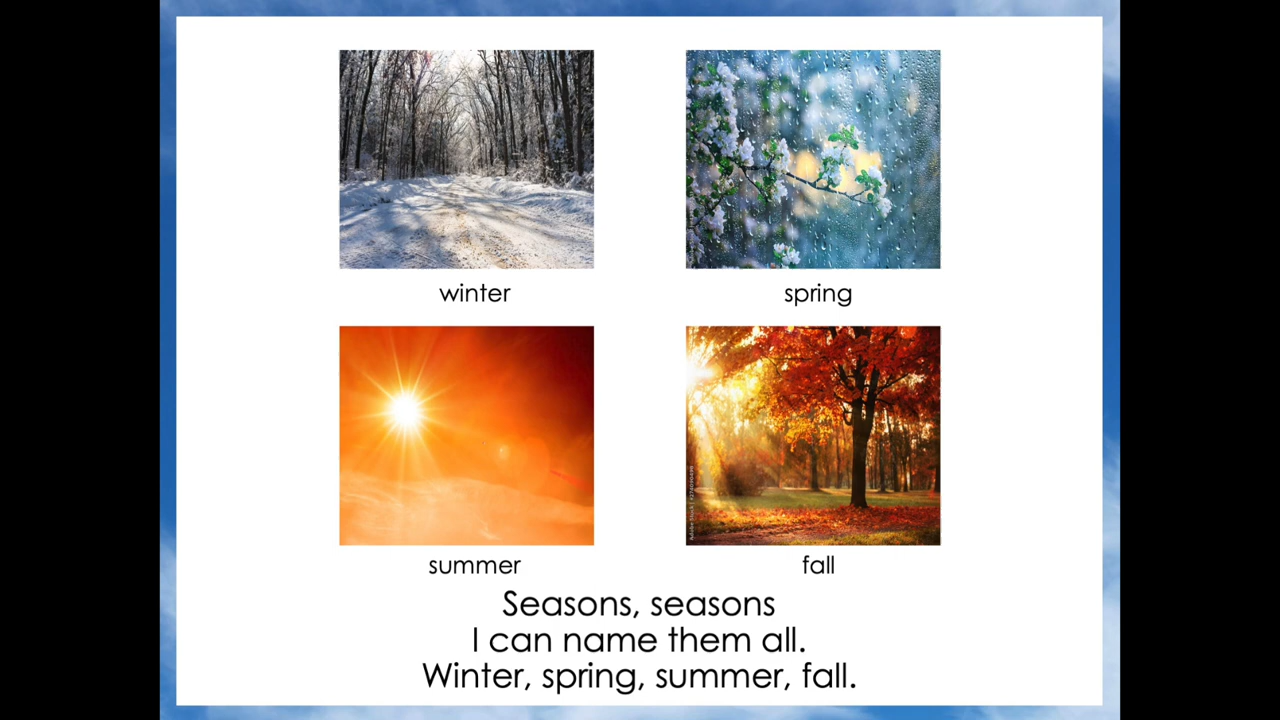 winter
spring
summer
fall
Seasons, seasons
I can name them all.
Winter, spring, summer, fall.